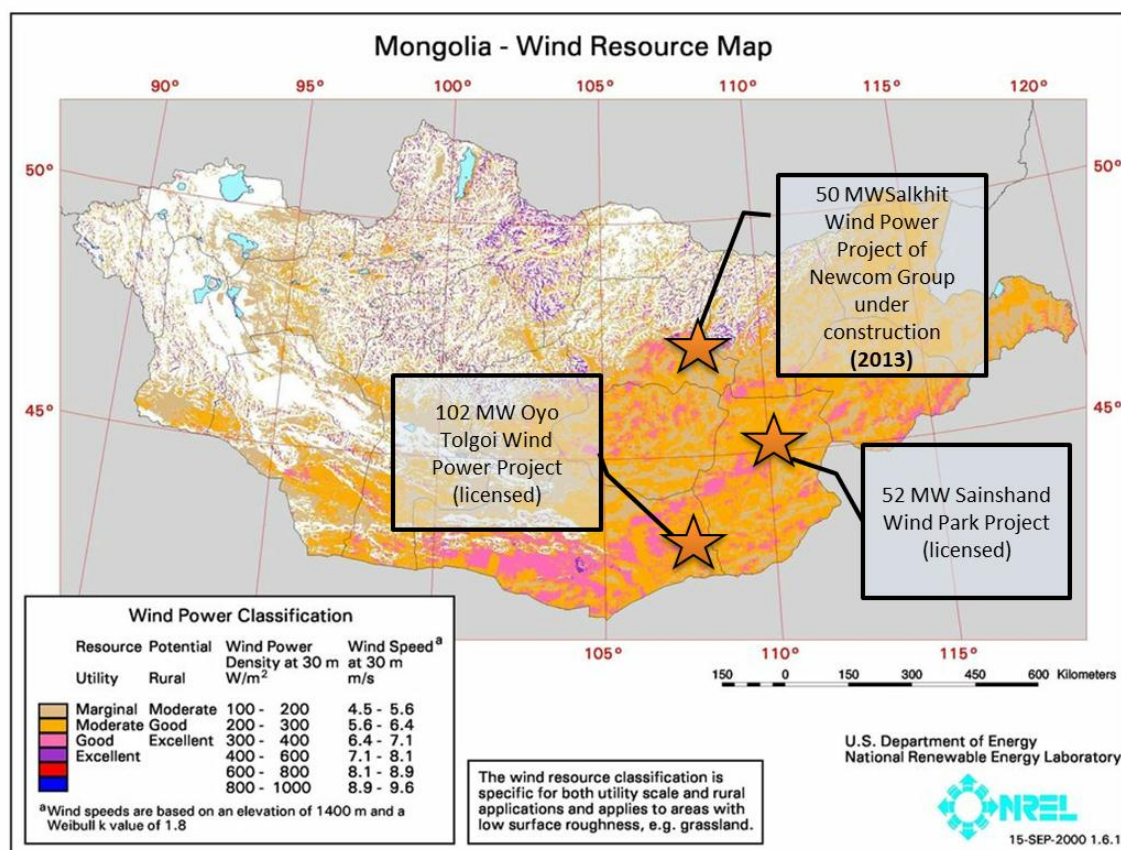 Mongolia - Wind Resource Map
90° 95° 100° 105° 110° 115° 120°
50° 50°
50 MWSalkhit
Wind Power
Project of
Newcom Group
under
construction
(2013)
45° 45°
102 MW Oyo
Tolgoi Wind
Power Project
(licensed)
52 MW Sainshand
Wind Park Project
(licensed)
105° 110° 115°
Wind Power Classification
Resource Potential Wind Power Wind Speed a
Density at 30 m at 30 m
Utility Rural W/m2 m/s
Marginal Moderate 100 - 200 4.5 - 5.6
Moderate Good 200 - 300 5.6 - 6.4
Good Excellent 300 - 400 6.4 - 7.1
Excellent 400 - 600 7.1 - 8.1
600 - 800 8.1 - 8.9
800 - 1000 8.9 - 9.6
a Wind speeds are based on an elevation of 1400 m and a
Weibull k value of 1.8
The wind resource classification is
specific for both utility scale and rural
applications and applies to areas with
low surface roughness, e.g. grassland.
150 0 150 300 450 600 Kilometers
U.S. Department of Energy
National Renewable Energy Laboratory
NREL
15-SEP-2000 1.6.1